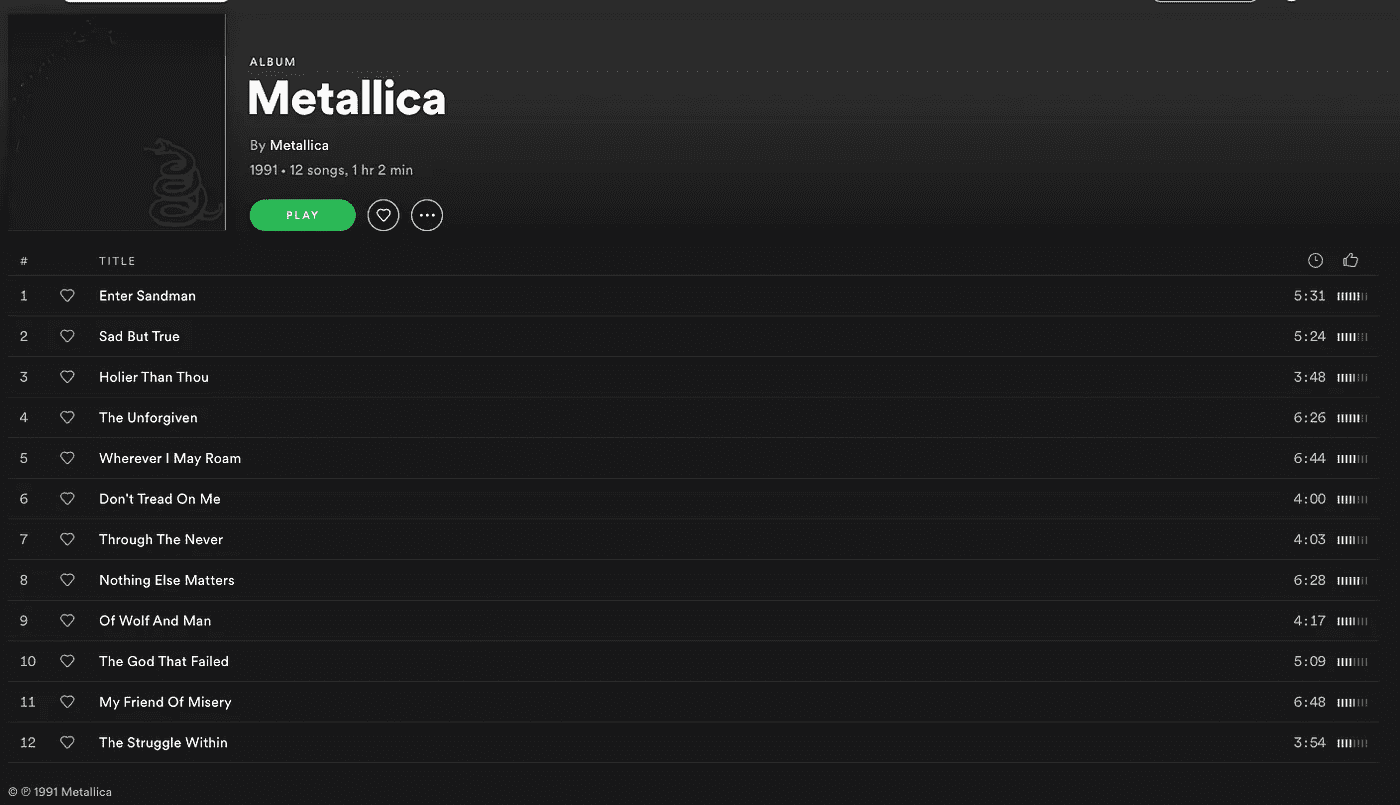 ALBUM
Metallica
By Metallica
1991 • 12 songs, 1 hr 2 min
PLAY
# TITLE
1 Enter Sandman 5:31
2 Sad But True 5:24
3 Holier Than Thou 3:48
4 The Unforgiven 6:26
5 Wherever I May Roam 6:44
6 Don't Tread On Me 4:00
7 Through The Never 4:03
8 Nothing Else Matters 6:28
9 Of Wolf And Man 4:17
10 The God That Failed 5:09
11 My Friend Of Misery 6:48
12 The Struggle Within 3:54
© ℗ 1991 Metallica